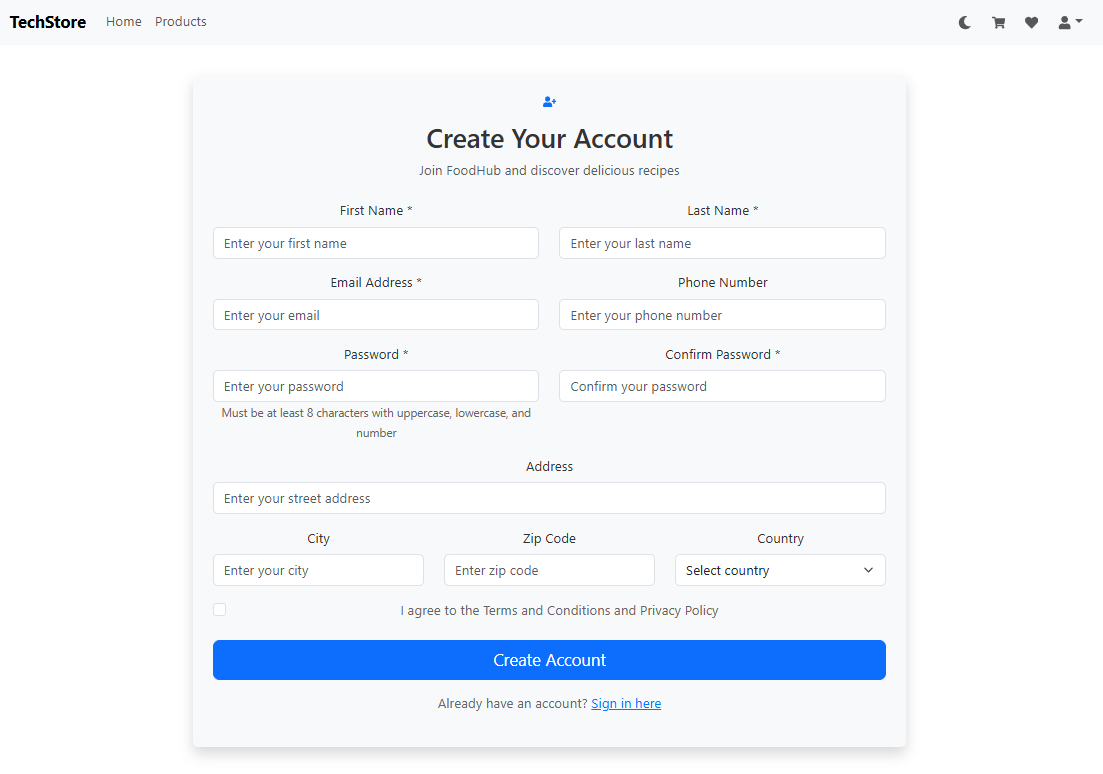 TechStore Home Products
Create Your Account
Join FoodHub and discover delicious recipes
First Name * Last Name *
Enter your first name Enter your last name
Email Address * Phone Number
Enter your email Enter your phone number
Password * Confirm Password *
Enter your password Confirm your password
Must be at least 8 characters with uppercase, lowercase, and
number
Address
Enter your street address
City Zip Code Country
Enter your city Enter zip code Select country
I agree to the Terms and Conditions and Privacy Policy
Create Account
Already have an account? Sign in here